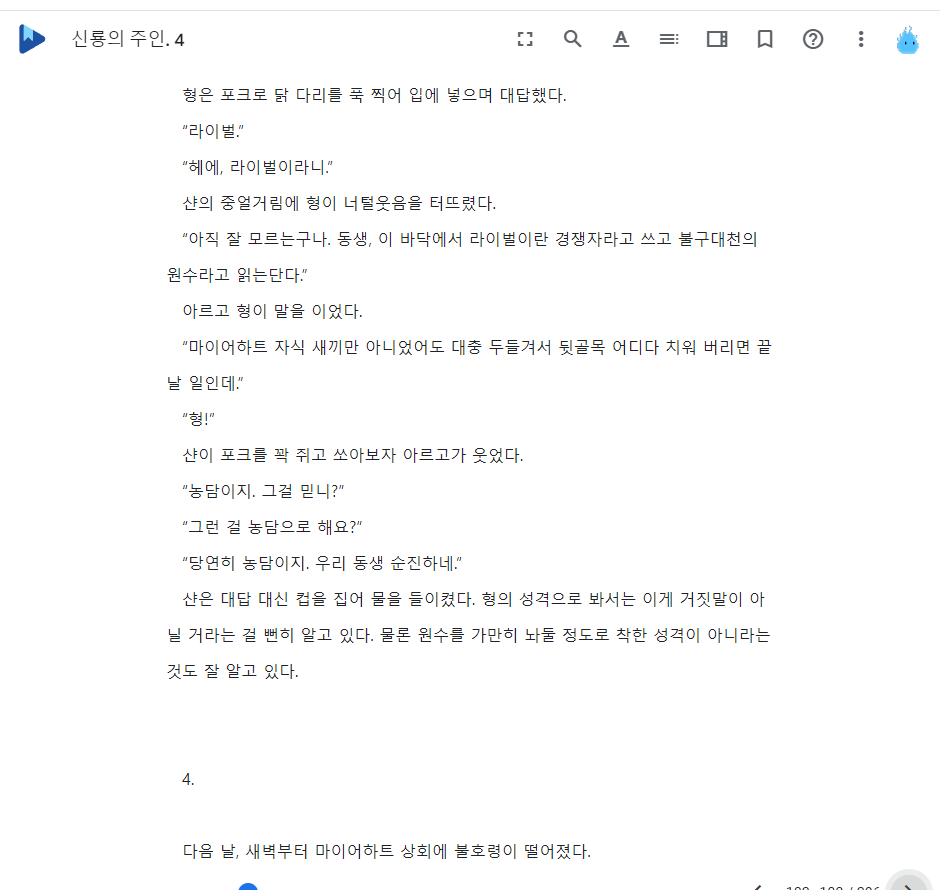 신룡의 주인. 4
형은 포크로 닭 다리를 푹 찍어 입에 넣으며 대답했다.
“라이벌.”
“헤에, 라이벌이라니.”
샨의 중얼거림에 형이 너털웃음을 터뜨렸다.
“아직 잘 모르는구나. 동생, 이 바닥에서 라이벌이란 경쟁자라고 쓰고 불구대천의
원수라고 읽는단다.”
아르고 형이 말을 이었다.
“마이어하트 자식 새끼만 아니었어도 대충 두들겨서 뒷골목 어디다 치워 버리면 끝
날 일인데.”
“형!”
샨이 포크를 꽉 쥐고 쏘아보자 아르고가 웃었다.
“농담이지. 그걸 믿니?”
“그런 걸 농담으로 해요?”
“당연히 농담이지. 우리 동생 순진하네.”
샨은 대답 대신 컵을 집어 물을 들이켰다. 형의 성격으로 봐서는 이게 거짓말이 아
닐 거라는 걸 뻔히 알고 있다. 물론 원수를 가만히 놔둘 정도로 착한 성격이 아니라는
것도 잘 알고 있다.
4.
다음 날, 새벽부터 마이어하트 상회에 불호령이 떨어졌다.